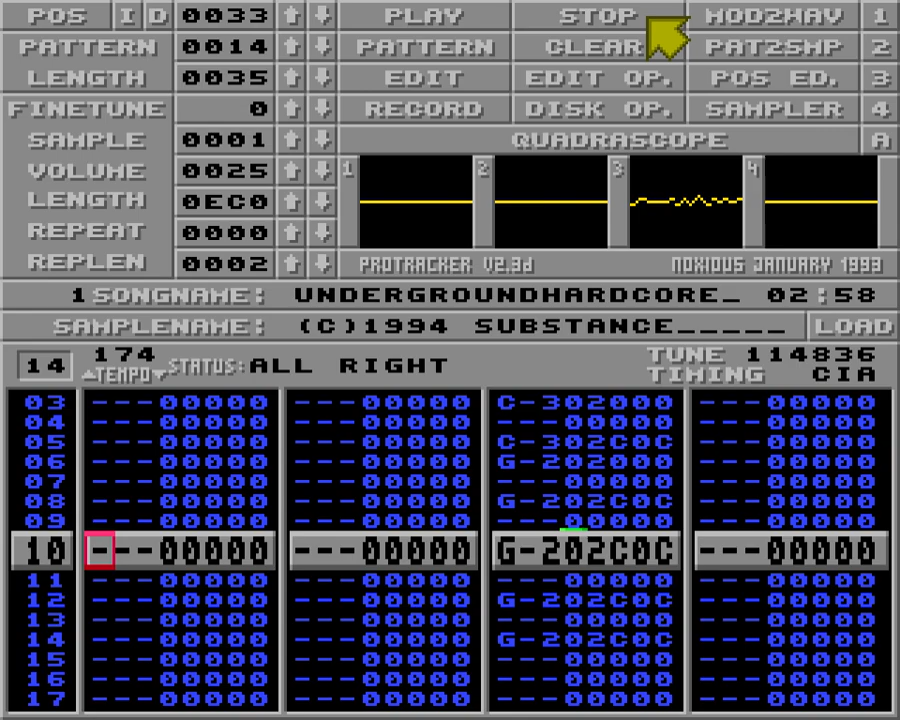 POS I D 0033 PLAY STOP MOD2WAV 1
PATTERN 0014 PATTERN CLEAR PAT2SMP 2
LENGTH 0035 EDIT EDIT OP. POS ED. 3
FINETUNE 0 RECORD DISK OP. SAMPLER 4
SAMPLE 0001 QUADRASCOPE A
VOLUME 0025 1 2 3 4
LENGTH 0EC0
REPEAT 0000
REPLEN 0002 PROTRACKER V2.3d NOXIOUS JANUARY 1993
1 SONGNAME: UNDERGROUNDHARDCORE_ 02:58
SAMPLENAME: (C)1994 SUBSTANCE_____ LOAD
14 174 TEMPO STATUS: ALL RIGHT TUNE 114836
TIMING CIA
03 ---00000 ---00000 C-302000 ---00000
04 ---00000 ---00000 ---00000 ---00000
05 ---00000 ---00000 C-302C0C ---00000
06 ---00000 ---00000 G-202000 ---00000
07 ---00000 ---00000 ---00000 ---00000
08 ---00000 ---00000 G-202C0C ---00000
09 ---00000 ---00000 ---00000 ---00000
10 ---00000 ---00000 G-202C0C ---00000
11 ---00000 ---00000 ---00000 ---00000
12 ---00000 ---00000 G-202C0C ---00000
13 ---00000 ---00000 ---00000 ---00000
14 ---00000 ---00000 G-202C0C ---00000
15 ---00000 ---00000 ---00000 ---00000
16 ---00000 ---00000 ---00000 ---00000
17 ---00000 ---00000 ---00000 ---00000